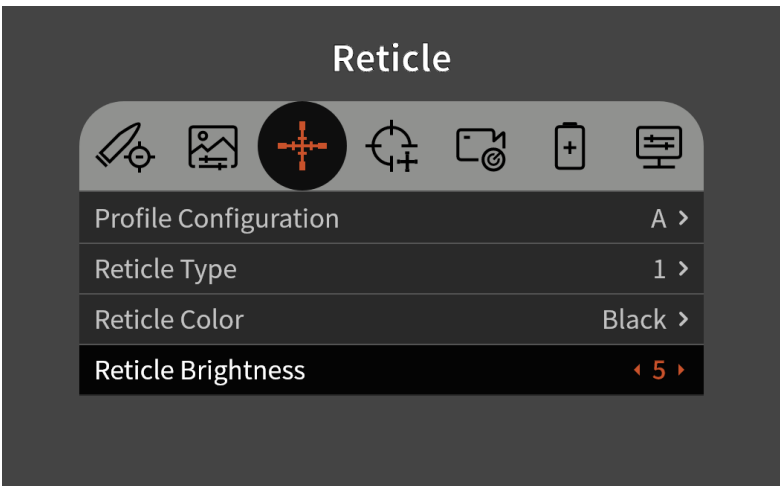 Reticle
Profile Configuration A >
Reticle Type 1 >
Reticle Color Black >
Reticle Brightness 5